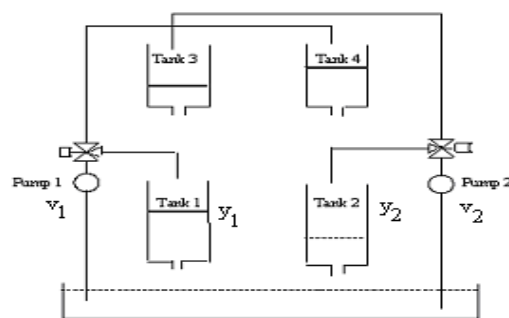 Tank 3
Tank 4
Pump 1
v1
Tank 1
y1
Tank 2
y2
Pump 2
v2